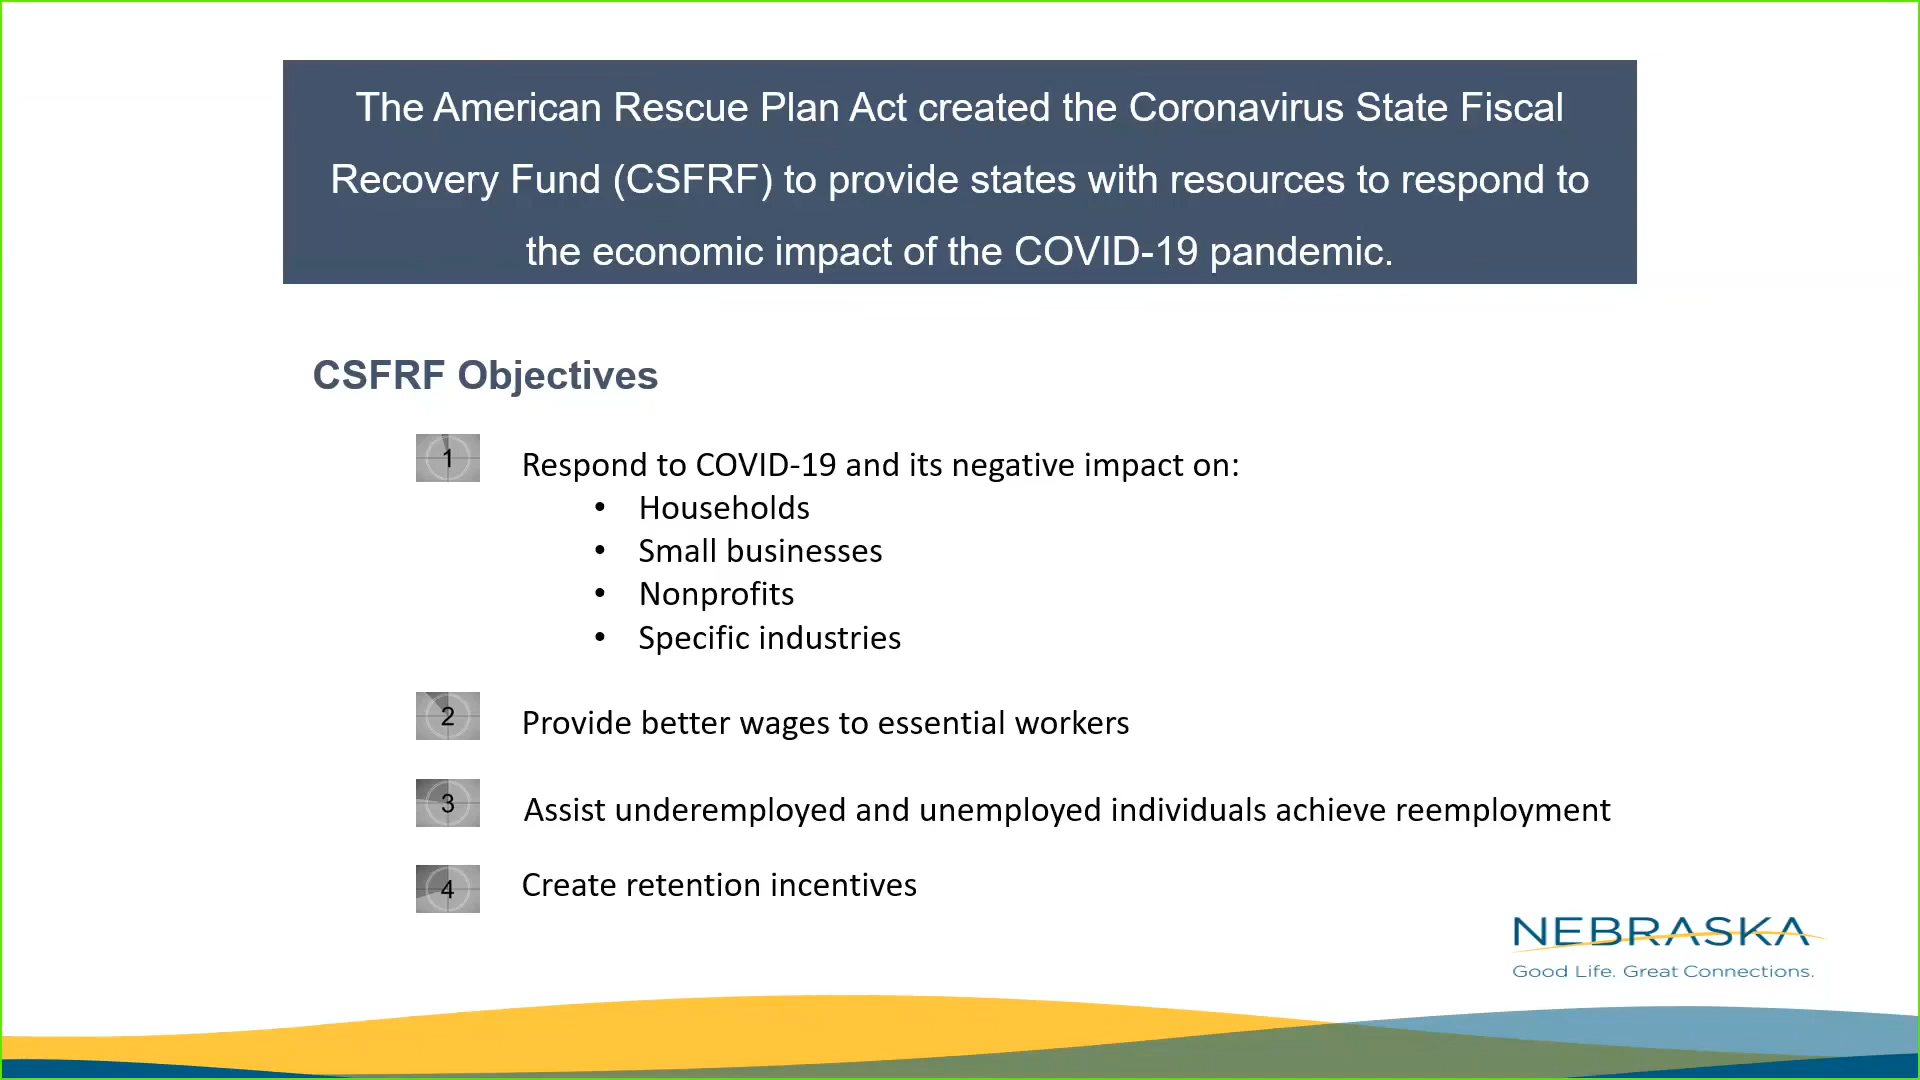 The American Rescue Plan Act created the Coronavirus State Fiscal
Recovery Fund (CSFRF) to provide states with resources to respond to
the economic impact of the COVID-19 pandemic.
CSFRF Objectives
1 Respond to COVID-19 and its negative impact on:
• Households
• Small businesses
• Nonprofits
• Specific industries
2 Provide better wages to essential workers
3 Assist underemployed and unemployed individuals achieve reemployment
4 Create retention incentives
NEBRASKA
Good Life. Great Connections.